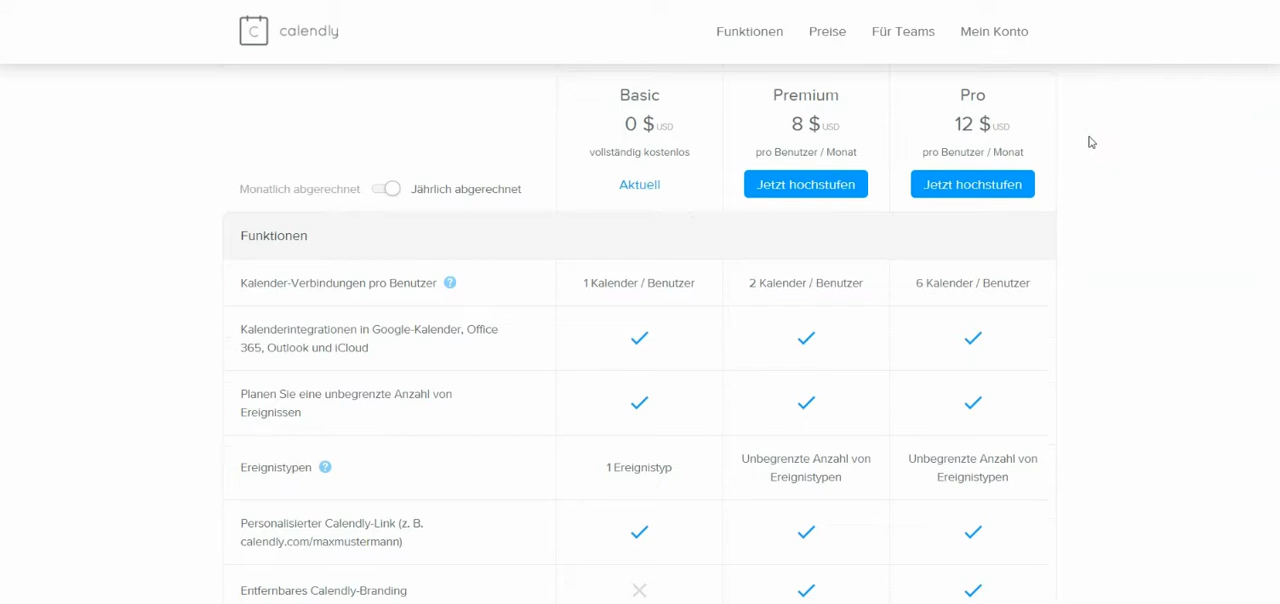 C calendly
Funktionen Preise Für Teams Mein Konto
Basic Premium Pro
0 $ USD 8 $ USD 12 $ USD
vollständig kostenlos pro Benutzer / Monat pro Benutzer / Monat
Aktuell Jetzt hochstufen Jetzt hochstufen
Monatlich abgerechnet Jährlich abgerechnet
Funktionen
Kalender-Verbindungen pro Benutzer ? 1 Kalender / Benutzer 2 Kalender / Benutzer 6 Kalender / Benutzer
Kalenderintegrationen in Google-Kalender, Office
365, Outlook und iCloud
Planen Sie eine unbegrenzte Anzahl von
Ereignissen
Ereignistypen ? 1 Ereignistyp
Unbegrenzte Anzahl von
Ereignistypen
Unbegrenzte Anzahl von
Ereignistypen
Personalisierter Calendly-Link (z. B.
calendly.com/maxmustermann)
Entfernbares Calendly-Branding